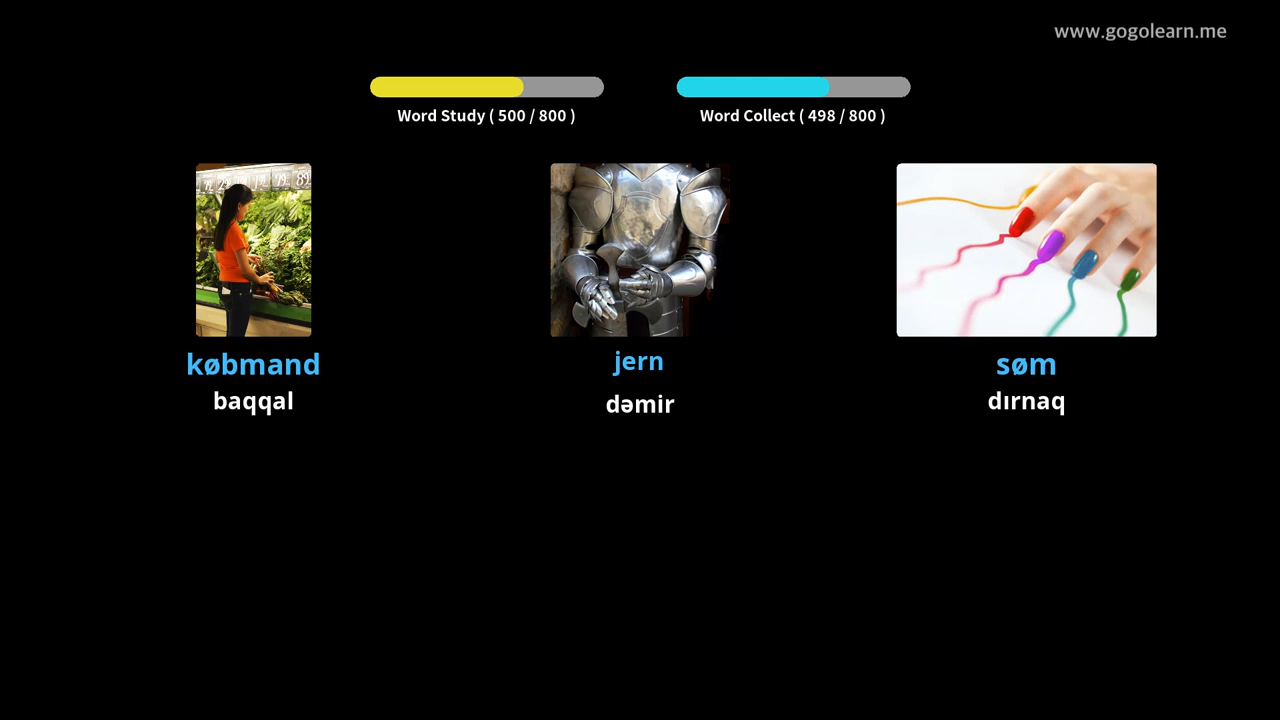 www.gogolearn.me
Word Study ( 500 / 800 )
Word Collect ( 498 / 800 )
købmand
baqqal
jern
dəmir
søm
dırnaq